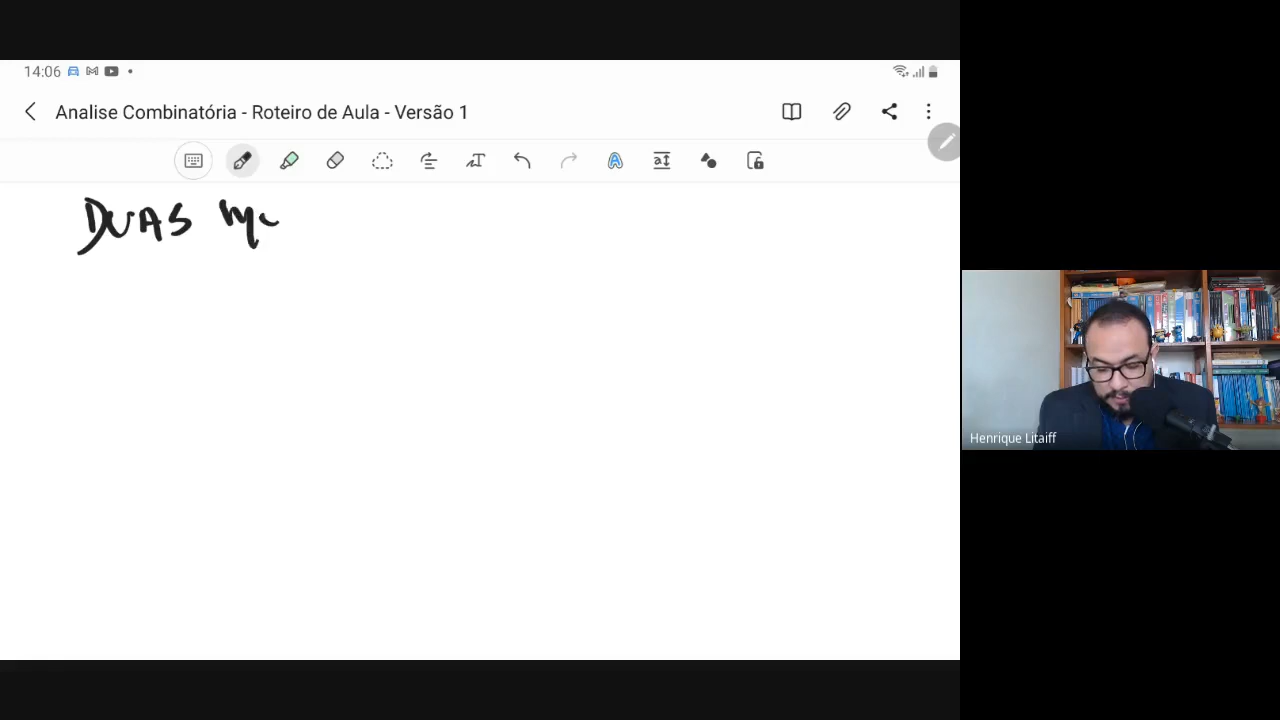 14:06
Analise Combinatória - Roteiro de Aula - Versão 1
DUAS
Henrique Litaiff